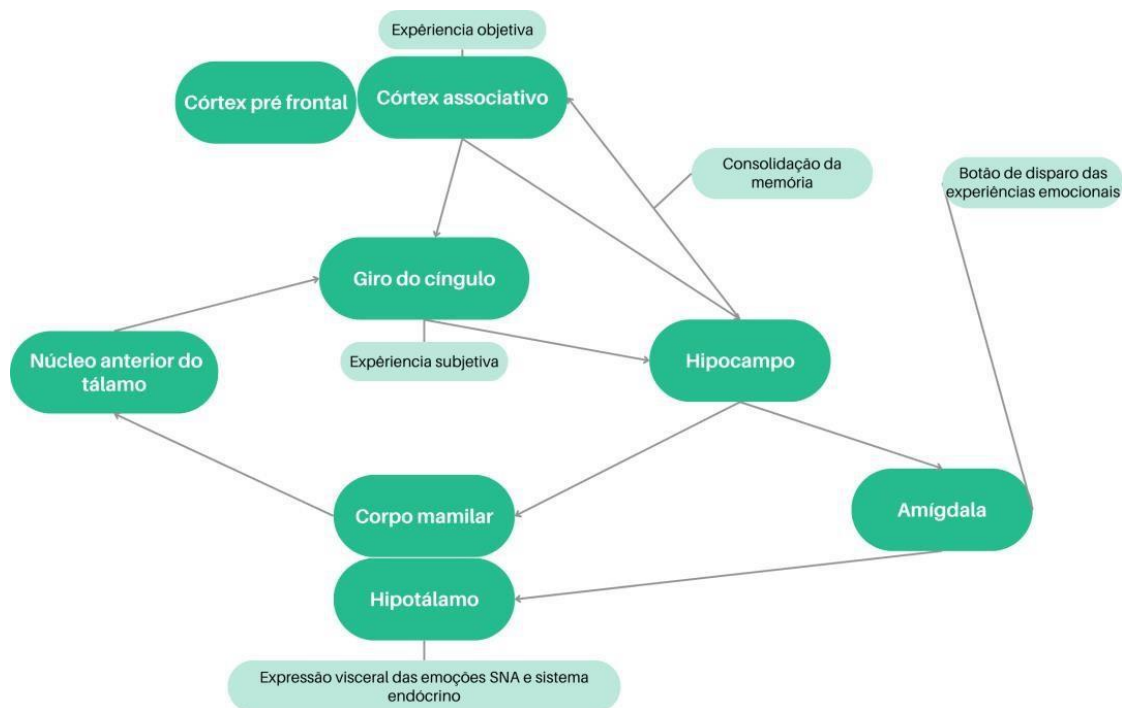 Expêriencia objetiva
Córtex pré frontal
Córtex associativo
Consolidação da
memória
Botão de disparo das
experiências emocionais
Giro do cíngulo
Núcleo anterior do
tálamo
Expêriencia subjetiva
Hipocampo
Corpo mamilar
Amígdala
Hipotálamo
Expressão visceral das emoções SNA e sistema
endócrino